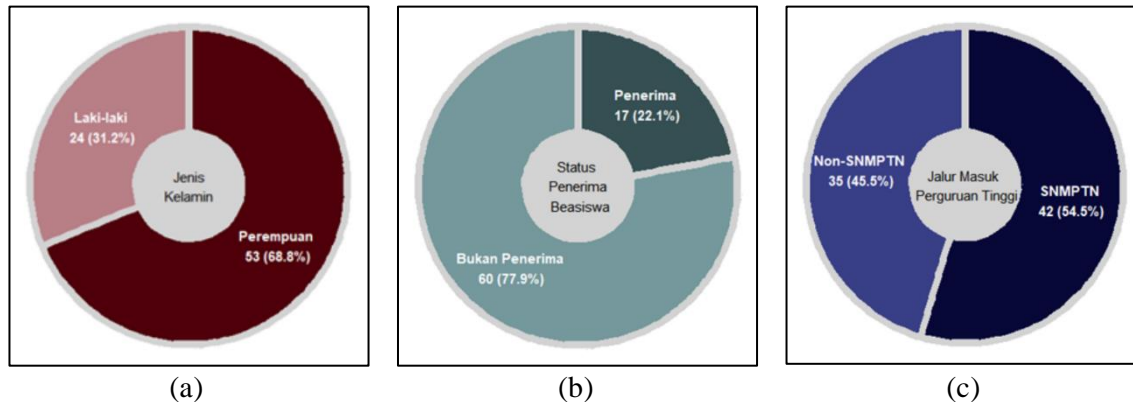 Laki-laki
24 (31.2%)
Jenis
Kelamin
Perempuan
53 (68.8%)
(a)
Penerima
17 (22.1%)
Status
Penerima
Beasiswa
Bukan Penerima
60 (77.9%)
(b)
Non-SNMPTN
35 (45.5%)
Jalur Masuk
Perguruan Tinggi
SNMPTN
42 (54.5%)
(c)